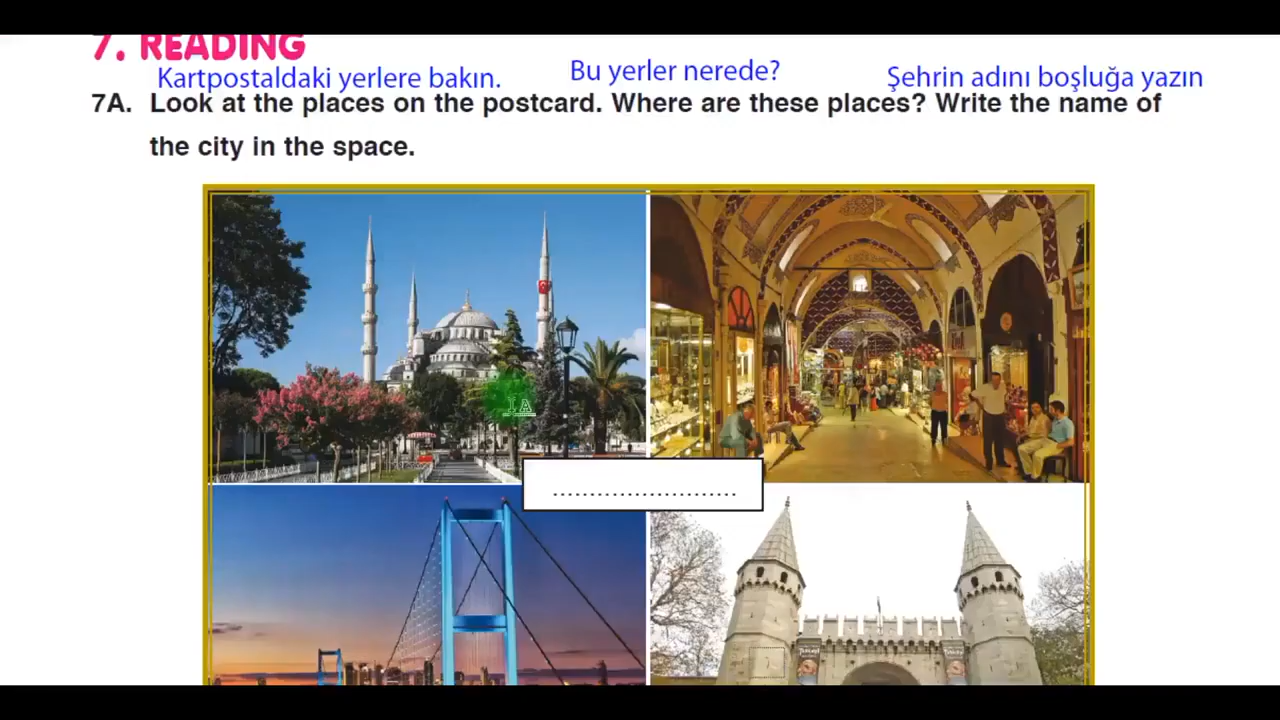 7. READING
Kartpostaldaki yerlere bakın. Bu yerler nerede? Şehrin adını boşluğa yazın
7A. Look at the places on the postcard. Where are these places? Write the name of
the city in the space.
.........................